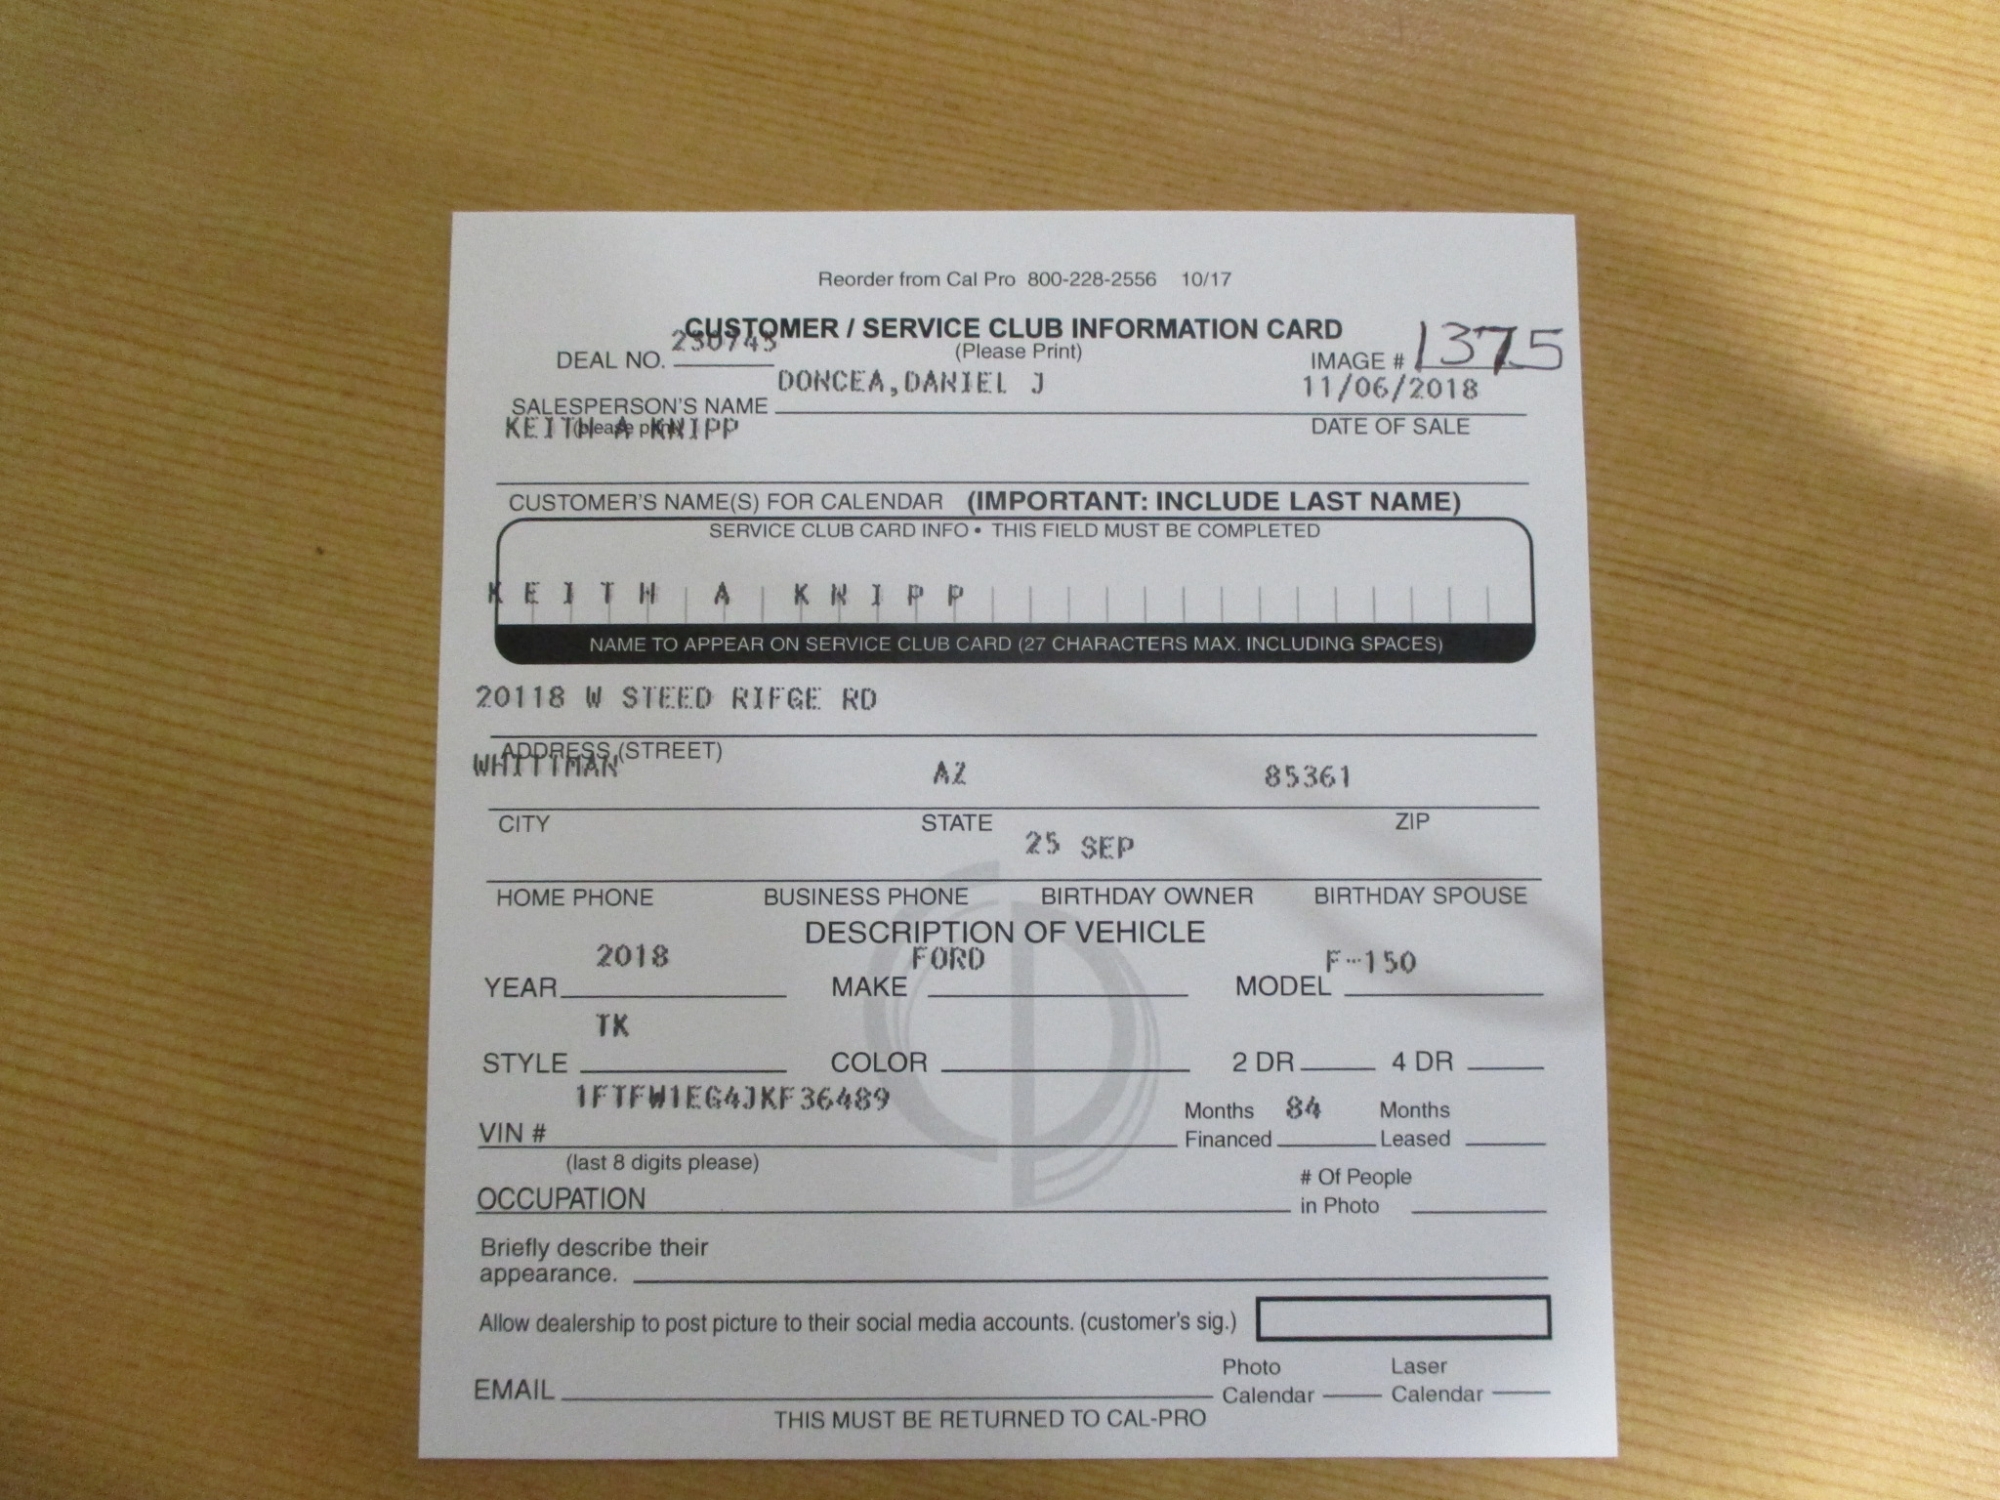 Reorder from Cal Pro 800-228-2556 10/17
CUSTOMER / SERVICE CLUB INFORMATION CARD
(Please Print)
DEAL NO. 230743
IMAGE # 1375
DONCEA,DANIEL J 11/06/2018
SALESPERSON'S NAME
(please print)
DATE OF SALE
KEITH A KNIPP
CUSTOMER'S NAME(S) FOR CALENDAR (IMPORTANT: INCLUDE LAST NAME)
SERVICE CLUB CARD INFO • THIS FIELD MUST BE COMPLETED
KEITH A KNIPP
NAME TO APPEAR ON SERVICE CLUB CARD (27 CHARACTERS MAX. INCLUDING SPACES)
20118 W STEED RIFGE RD
ADDRESS (STREET)
WHITTMAN AZ 85361
CITY STATE ZIP
25 SEP
HOME PHONE BUSINESS PHONE BIRTHDAY OWNER BIRTHDAY SPOUSE
DESCRIPTION OF VEHICLE
2018 FORD F-150
YEAR MAKE MODEL
TK
STYLE COLOR 2 DR 4 DR
1FTFW1EG4JKF36489
VIN #
(last 8 digits please)
Months Financed 84 Months Leased
OCCUPATION
# Of People in Photo
Briefly describe their
appearance.
Allow dealership to post picture to their social media accounts. (customer's sig.)
EMAIL
Photo Calendar Laser Calendar
THIS MUST BE RETURNED TO CAL-PRO